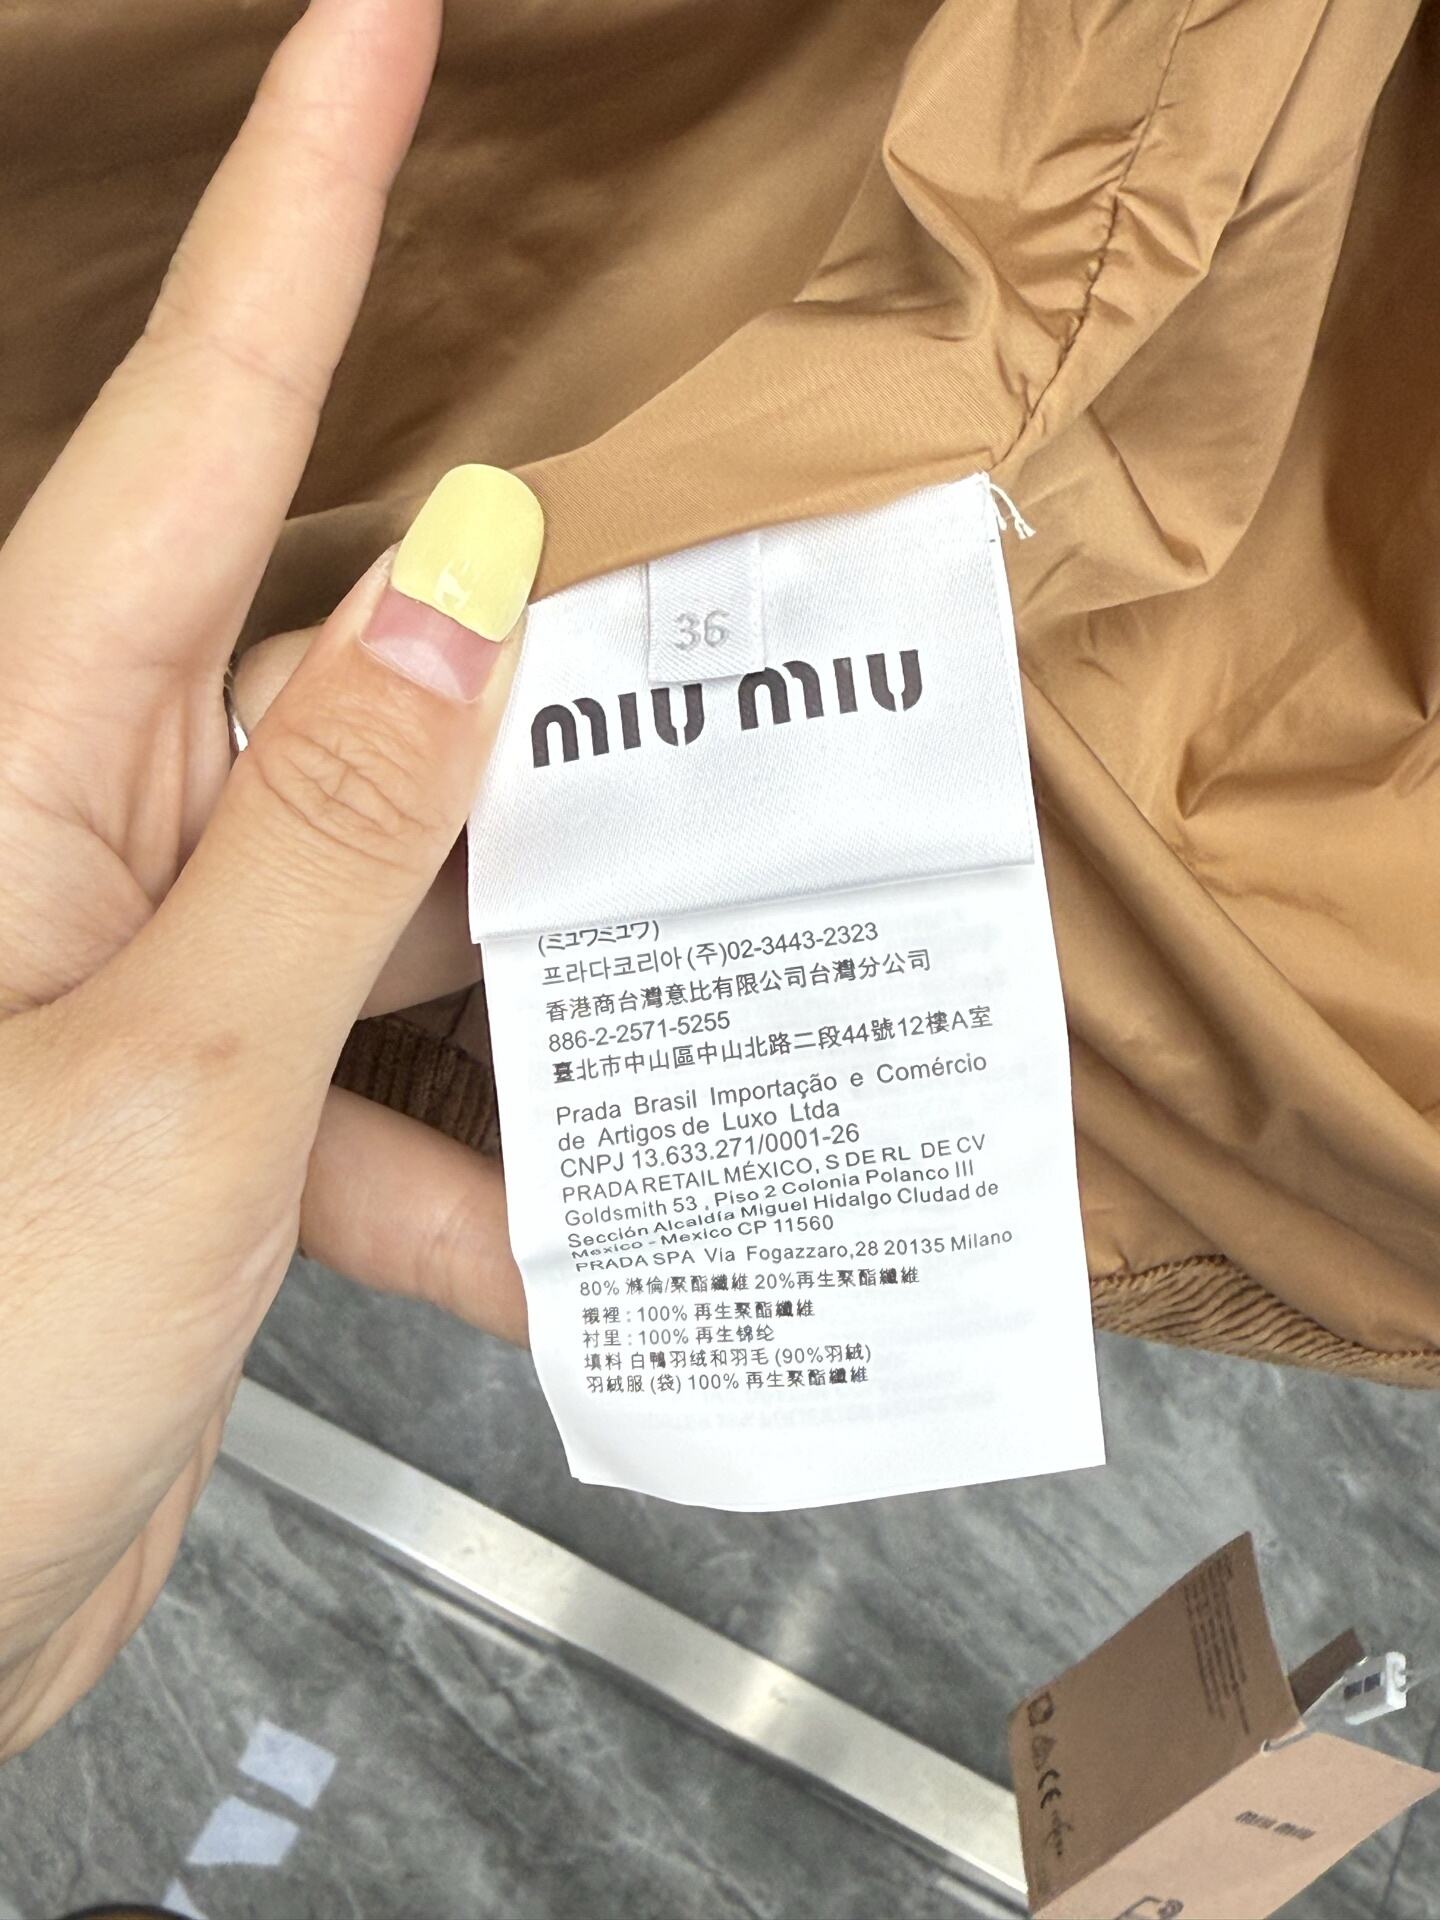 36
miu miu
(ミュウミュウ)
프라다코리아(주)02-3443-2323
香港商台灣意比有限公司台灣分公司
886-2-2571-5255
臺北市中山區中山北路二段44號12樓A室
Prada Brasil Importação e Comércio
de Artigos de Luxo Ltda
CNPJ 13.633.271/0001-26
PRADA RETAIL MÉXICO, S DE RL DE CV
Goldsmith 53 , Piso 2 Colonia Polanco III
Sección Alcaldía Miguel Hidalgo Cludad de
Mexico - Mexico CP 11560
PRADA SPA Via Fogazzaro,28 20135 Milano
80% 滌倫/聚酯纖維 20%再生聚酯纖維
襯裡:100% 再生聚酯纖維
衬里:100% 再生锦纶
填料 白鴨羽绒和羽毛 (90%羽絨)
羽絨服 (袋) 100% 再生聚酯纖維
CE
miu miu